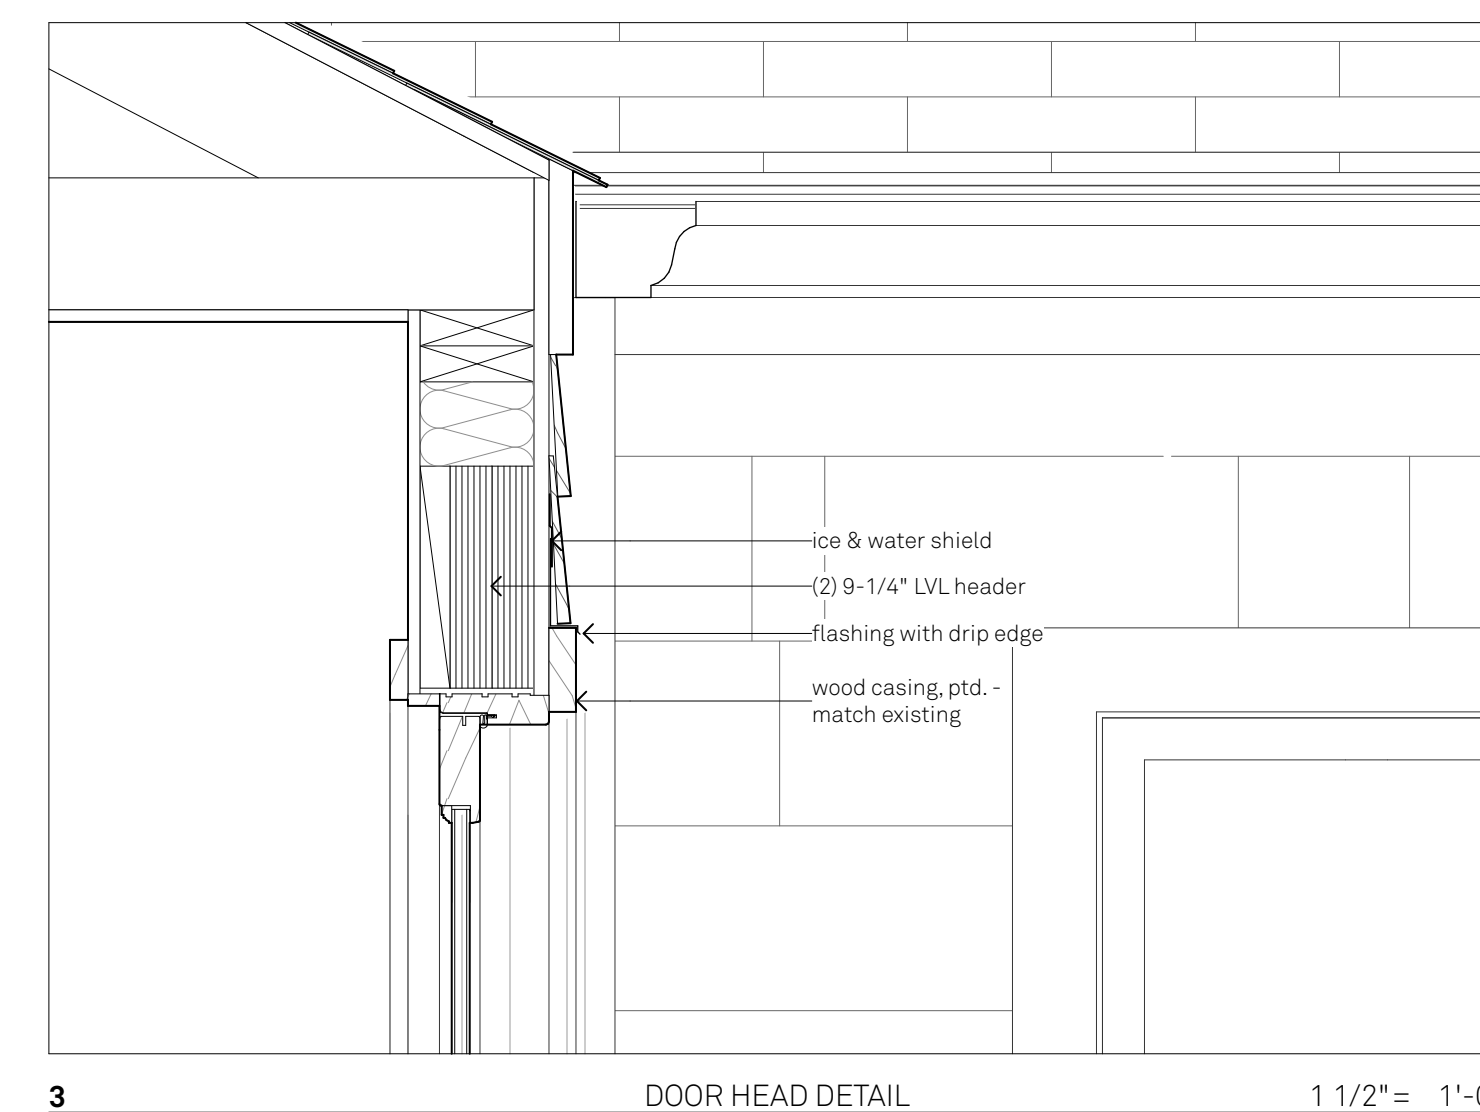 ice & water shield
(2) 9-1/4" LVL header
flashing with drip edge
wood casing, ptd. -
match existing
3 DOOR HEAD DETAIL 1 1/2" = 1'-